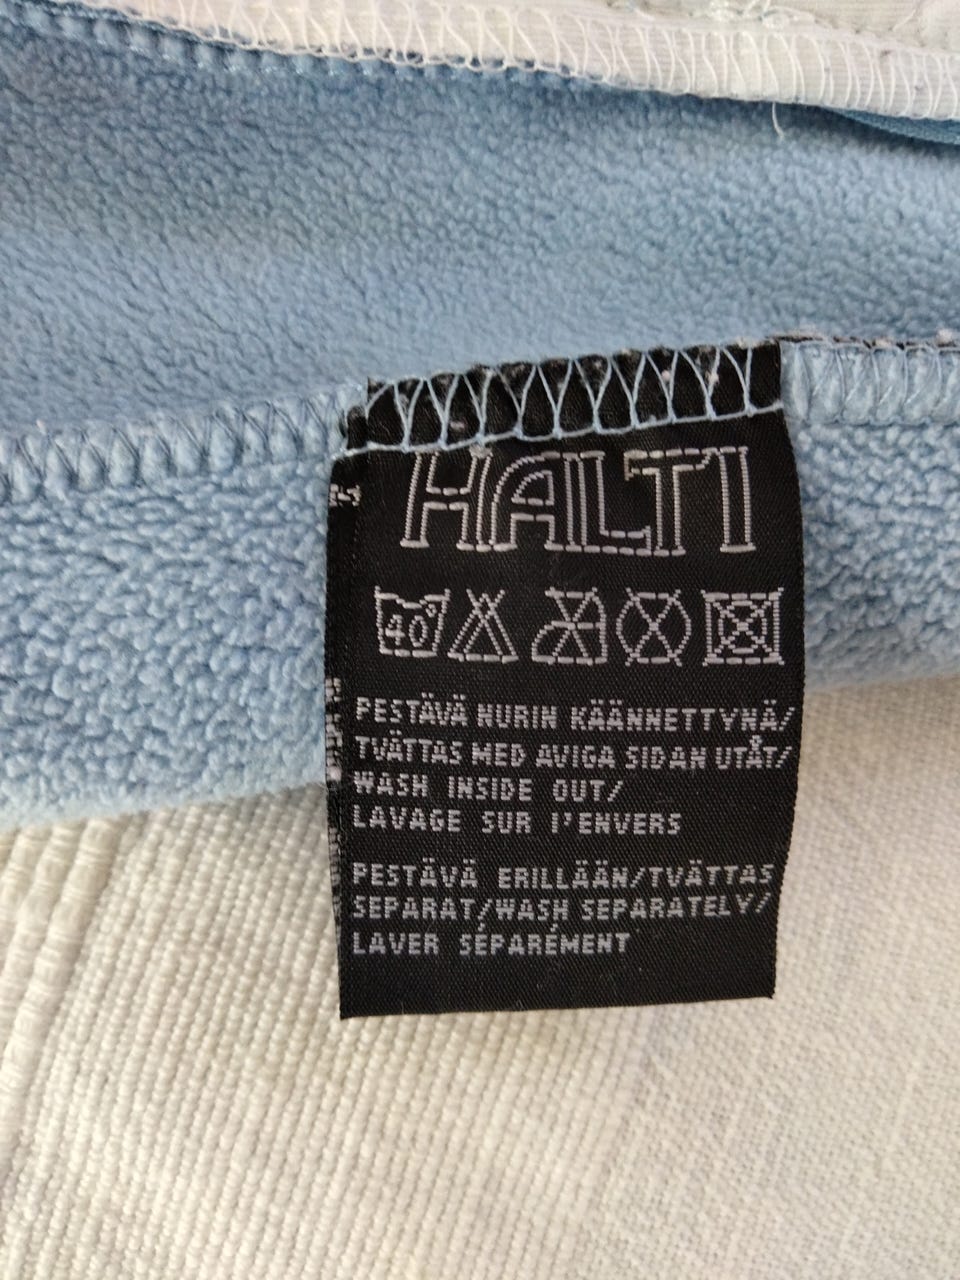 HALTI
40
PESTÄVÄ NURIN KÄÄNNETTYNÄ/
TVÄTTAS MED AVIGA SIDAN UTÅT/
WASH INSIDE OUT/
LAVAGE SUR I'ENVERS
PESTÄVÄ ERILLÄÄN/TVÄTTAS
SEPARAT/WASH SEPARATELY/
LAVER SÉPARÉMENT